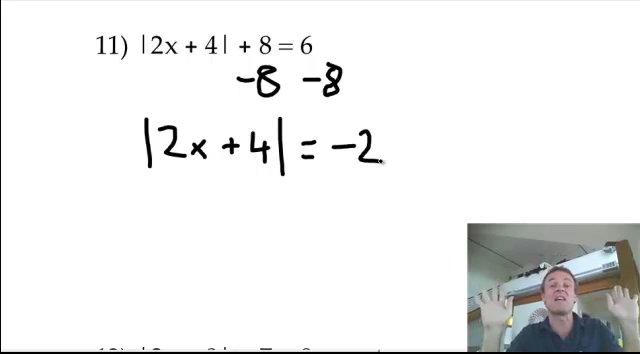 11) |2x + 4| + 8 = 6
-8 -8
|2x + 4| = -2